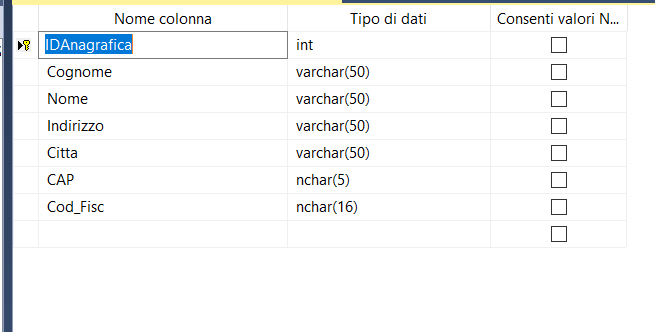 Nome colonna Tipo di dati Consenti valori N...
IDAnagrafica int
Cognome varchar(50)
Nome varchar(50)
Indirizzo varchar(50)
Citta varchar(50)
CAP nchar(5)
Cod_Fisc nchar(16)